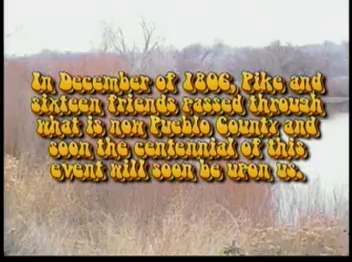 In December of 1806, Pike and
sixteen friends passed through
what is now Pueblo County and
soon the centennial of this
event will soon be upon us.